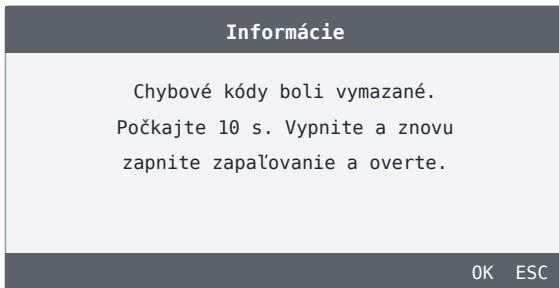 Informácie
Chybové kódy boli vymazané.
Počkajte 10 s. Vypnite a znovu
zapnite zapaľovanie a overte.
OK ESC